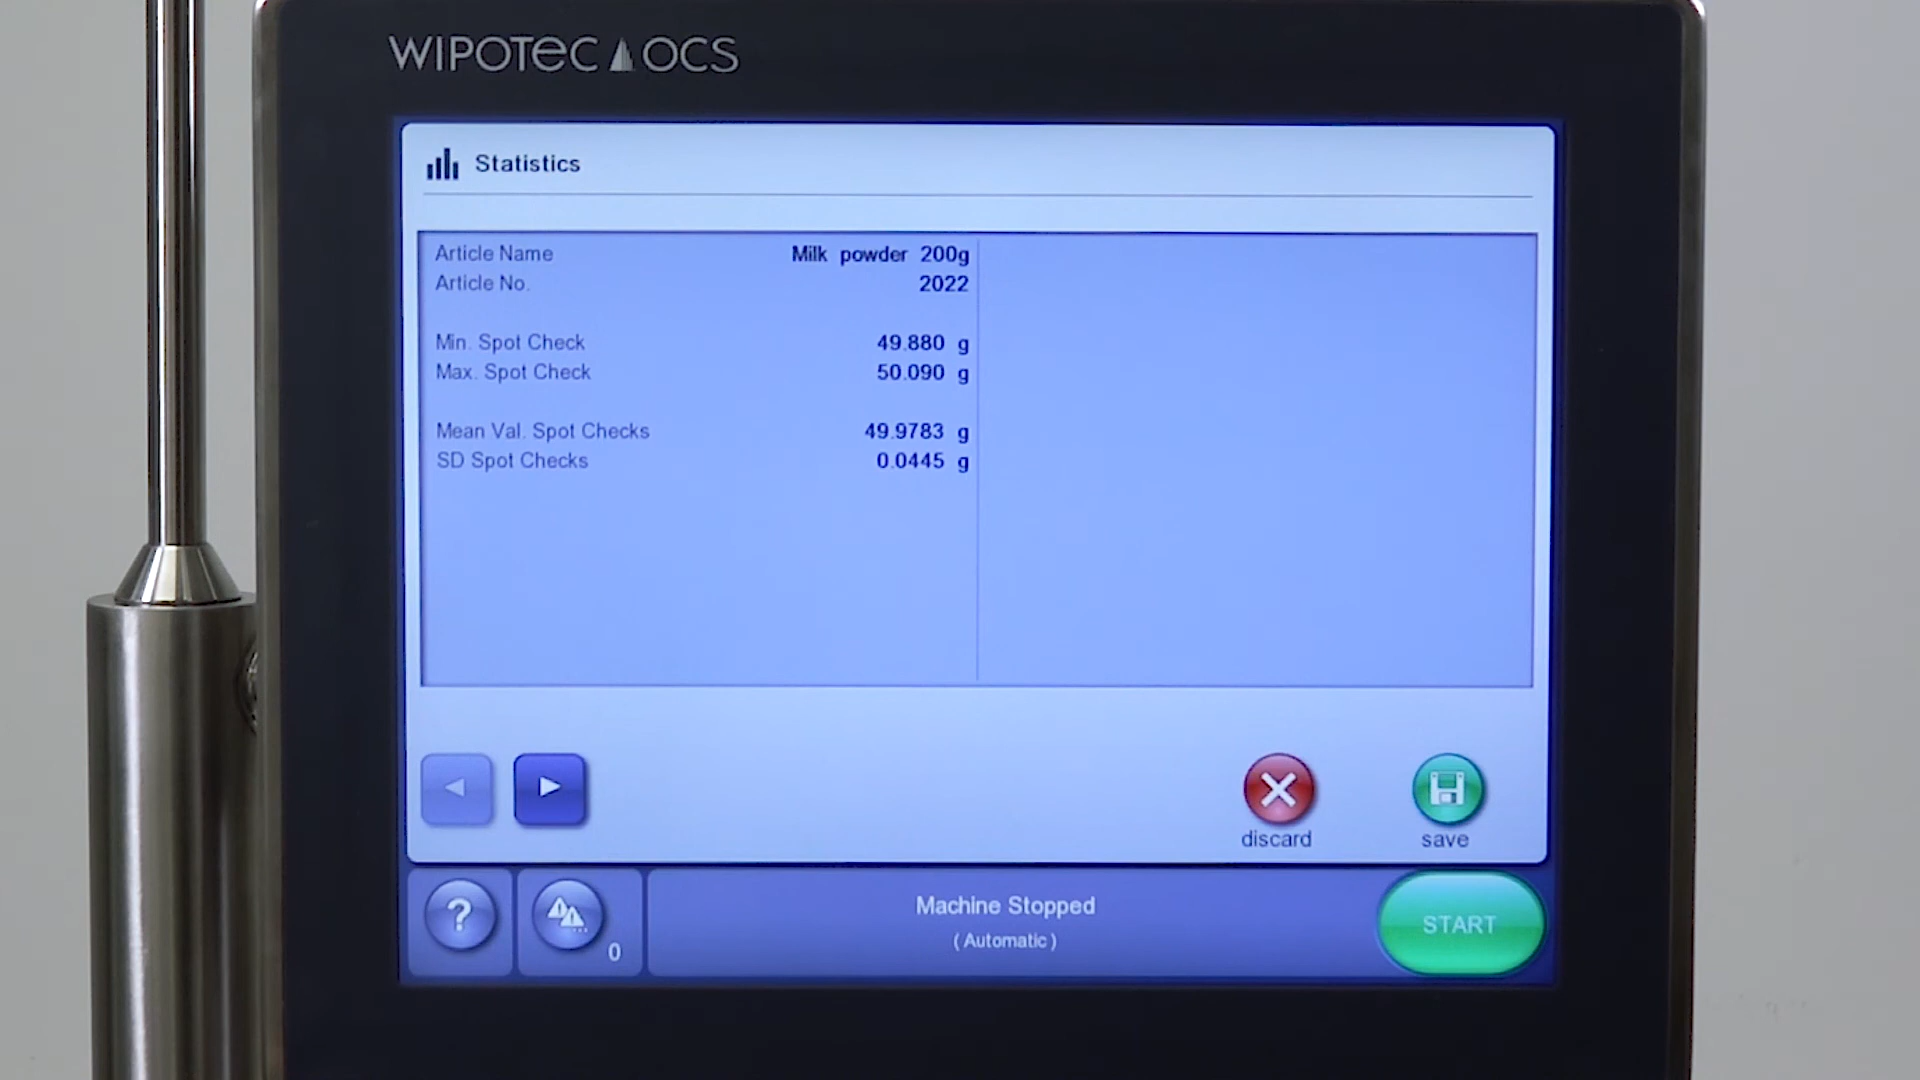 WIPOTEC OCS
Statistics
Article Name Milk powder 200g
Article No. 2022
Min. Spot Check 49.880 g
Max. Spot Check 50.090 g
Mean Val. Spot Checks 49.9783 g
SD Spot Checks 0.0445 g
discard
save
?
0
Machine Stopped
(Automatic)
START